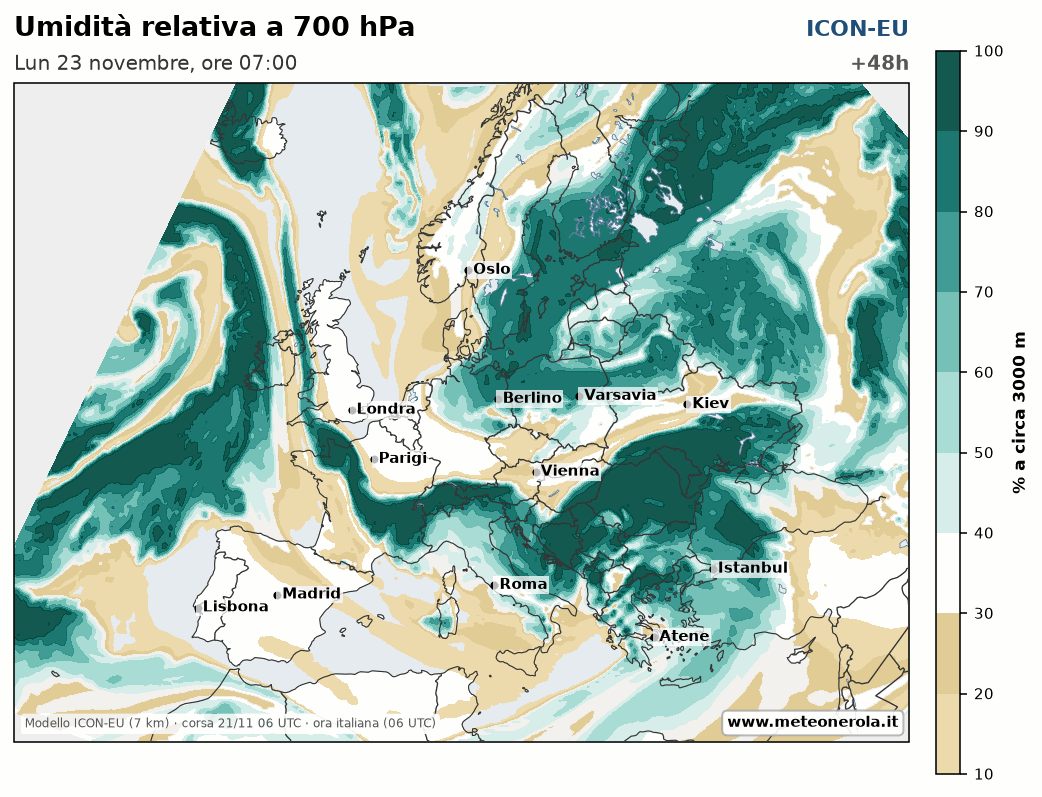 Umidità relativa a 700 hPa
ICON-EU
Lun 23 novembre, ore 07:00
+48h
100
90
80
70
60
50
40
30
20
10
% a circa 3000 m
Oslo
Berlino
Varsavia
Kiev
Londra
Parigi
Vienna
Istanbul
Roma
Madrid
Lisbona
Atene
Modello ICON-EU (7 km) · corsa 21/11 06 UTC · ora italiana (06 UTC)
www.meteonerola.it